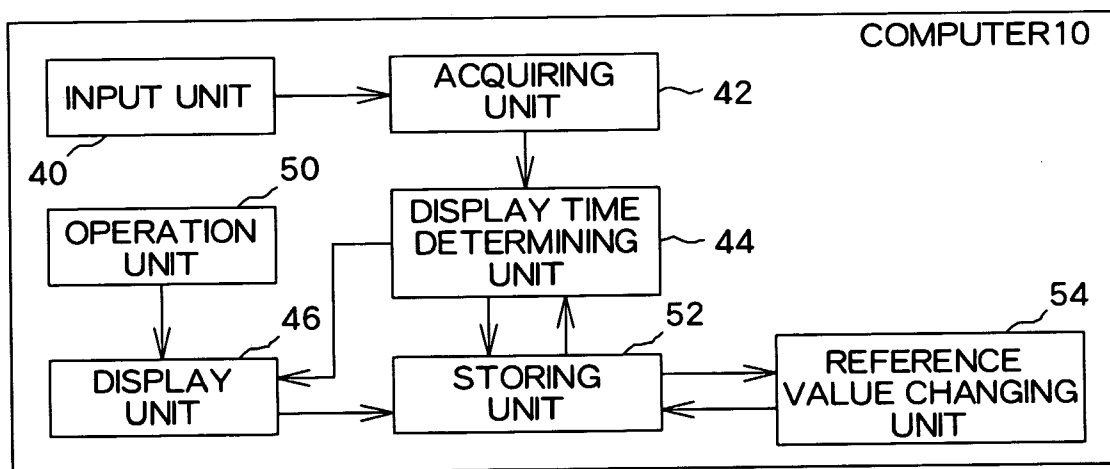 COMPUTER10
INPUT UNIT
40
ACQUIRING
UNIT
42
50
OPERATION
UNIT
DISPLAY TIME
DETERMINING
UNIT
44
46
DISPLAY
UNIT
52
STORING
UNIT
54
REFERENCE
VALUE CHANGING
UNIT